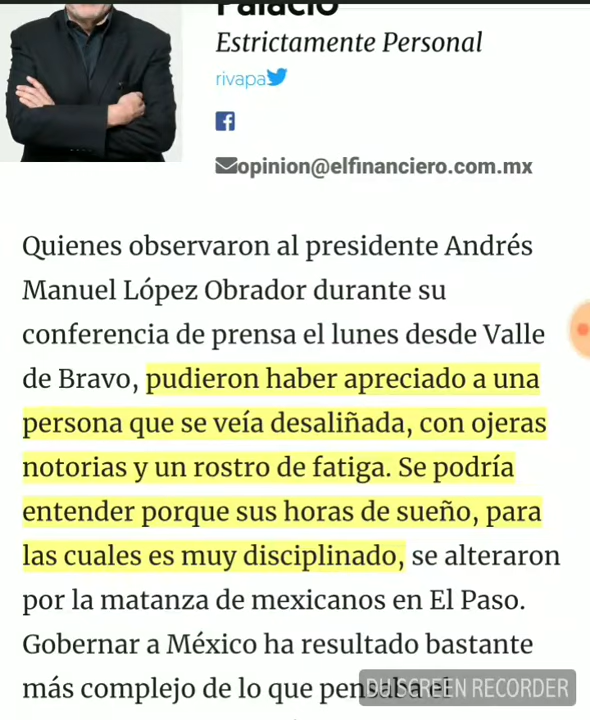 Palacio
Estrictamente Personal
rivapa
opinion@elfinanciero.com.mx
Quienes observaron al presidente Andrés
Manuel López Obrador durante su
conferencia de prensa el lunes desde Valle
de Bravo, pudieron haber apreciado a una
persona que se veía desaliñada, con ojeras
notorias y un rostro de fatiga. Se podría
entender porque sus horas de sueño, para
las cuales es muy disciplinado, se alteraron
por la matanza de mexicanos en El Paso.
Gobernar a México ha resultado bastante
más complejo de lo que pensaba el
DU SCREEN RECORDER